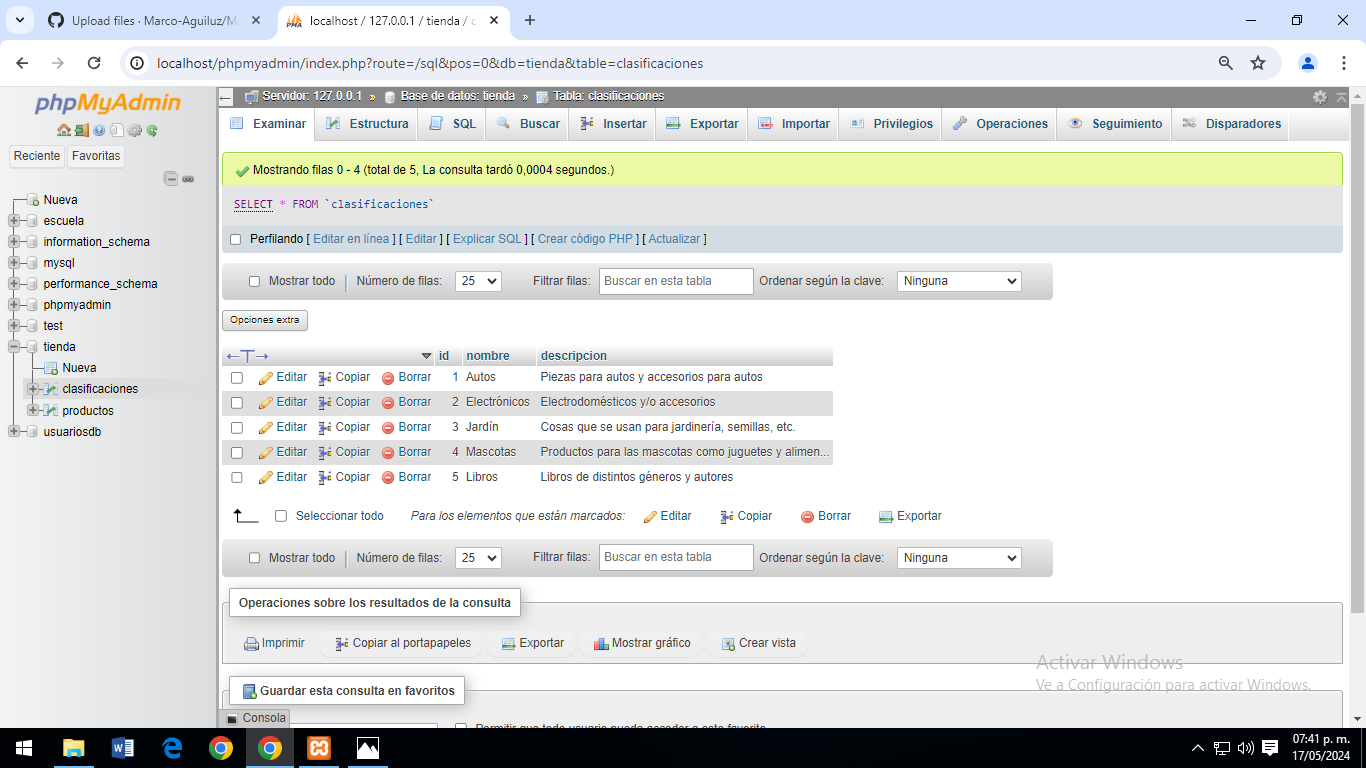 Upload files · Marco-Aguiluz/M
localhost / 127.0.0.1 / tienda / c
localhost/phpmyadmin/index.php?route=/sql&pos=0&db=tienda&table=clasificaciones
phpMyAdmin
Reciente Favoritas
Nueva
escuela
information_schema
mysql
performance_schema
phpmyadmin
test
tienda
Nueva
clasificaciones
productos
usuariosdb
Servidor: 127.0.0.1 » Base de datos: tienda » Tabla: clasificaciones
Examinar Estructura SQL Buscar Insertar Exportar Importar Privilegios Operaciones Seguimiento Disparadores
Mostrando filas 0 - 4 (total de 5, La consulta tardó 0,0004 segundos.)
SELECT * FROM `clasificaciones`
Perfilando [ Editar en línea ] [ Editar ] [ Explicar SQL ] [ Crear código PHP ] [ Actualizar ]
Mostrar todo Número de filas: 25 Filtrar filas: Buscar en esta tabla Ordenar según la clave: Ninguna
Opciones extra
←T→ id nombre descripcion
Editar Copiar Borrar 1 Autos Piezas para autos y accesorios para autos
Editar Copiar Borrar 2 Electrónicos Electrodomésticos y/o accesorios
Editar Copiar Borrar 3 Jardín Cosas que se usan para jardinería, semillas, etc.
Editar Copiar Borrar 4 Mascotas Productos para las mascotas como juguetes y alimen...
Editar Copiar Borrar 5 Libros Libros de distintos géneros y autores
Seleccionar todo Para los elementos que están marcados: Editar Copiar Borrar Exportar
Mostrar todo Número de filas: 25 Filtrar filas: Buscar en esta tabla Ordenar según la clave: Ninguna
Operaciones sobre los resultados de la consulta
Imprimir Copiar al portapapeles Exportar Mostrar gráfico Crear vista
Guardar esta consulta en favoritos
Activar Windows
Ve a Configuración para activar Windows.
Consola
Permitir que todo usuario pueda acceder a este favorito
07:41 p. m.
17/05/2024